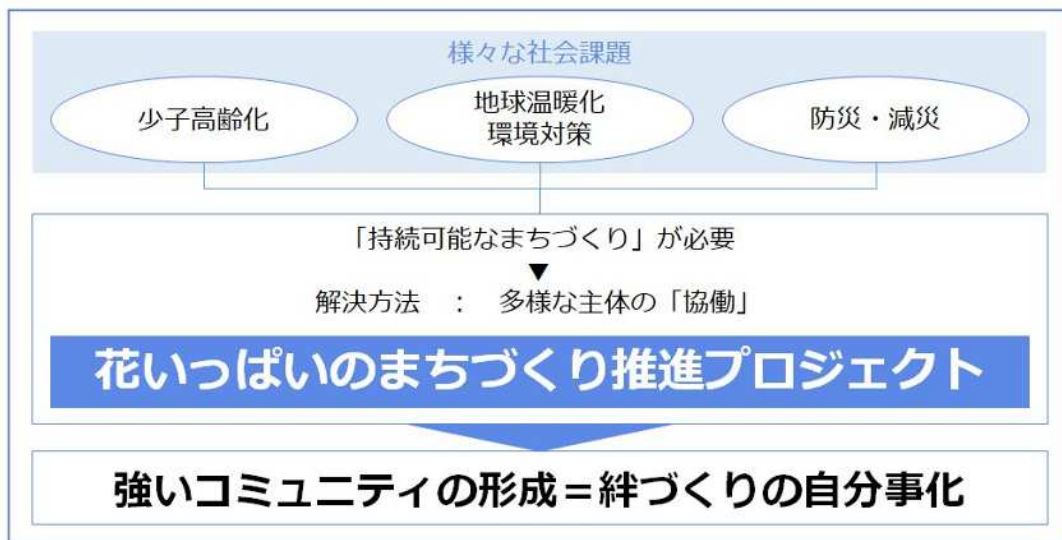 様々な社会課題
少子高齢化
地球温暖化
環境対策
防災・減災
「持続可能なまちづくり」が必要
▼
解決方法 : 多様な主体の「協働」
花いっぱいのまちづくり推進プロジェクト
強いコミュニティの形成＝絆づくりの自分事化